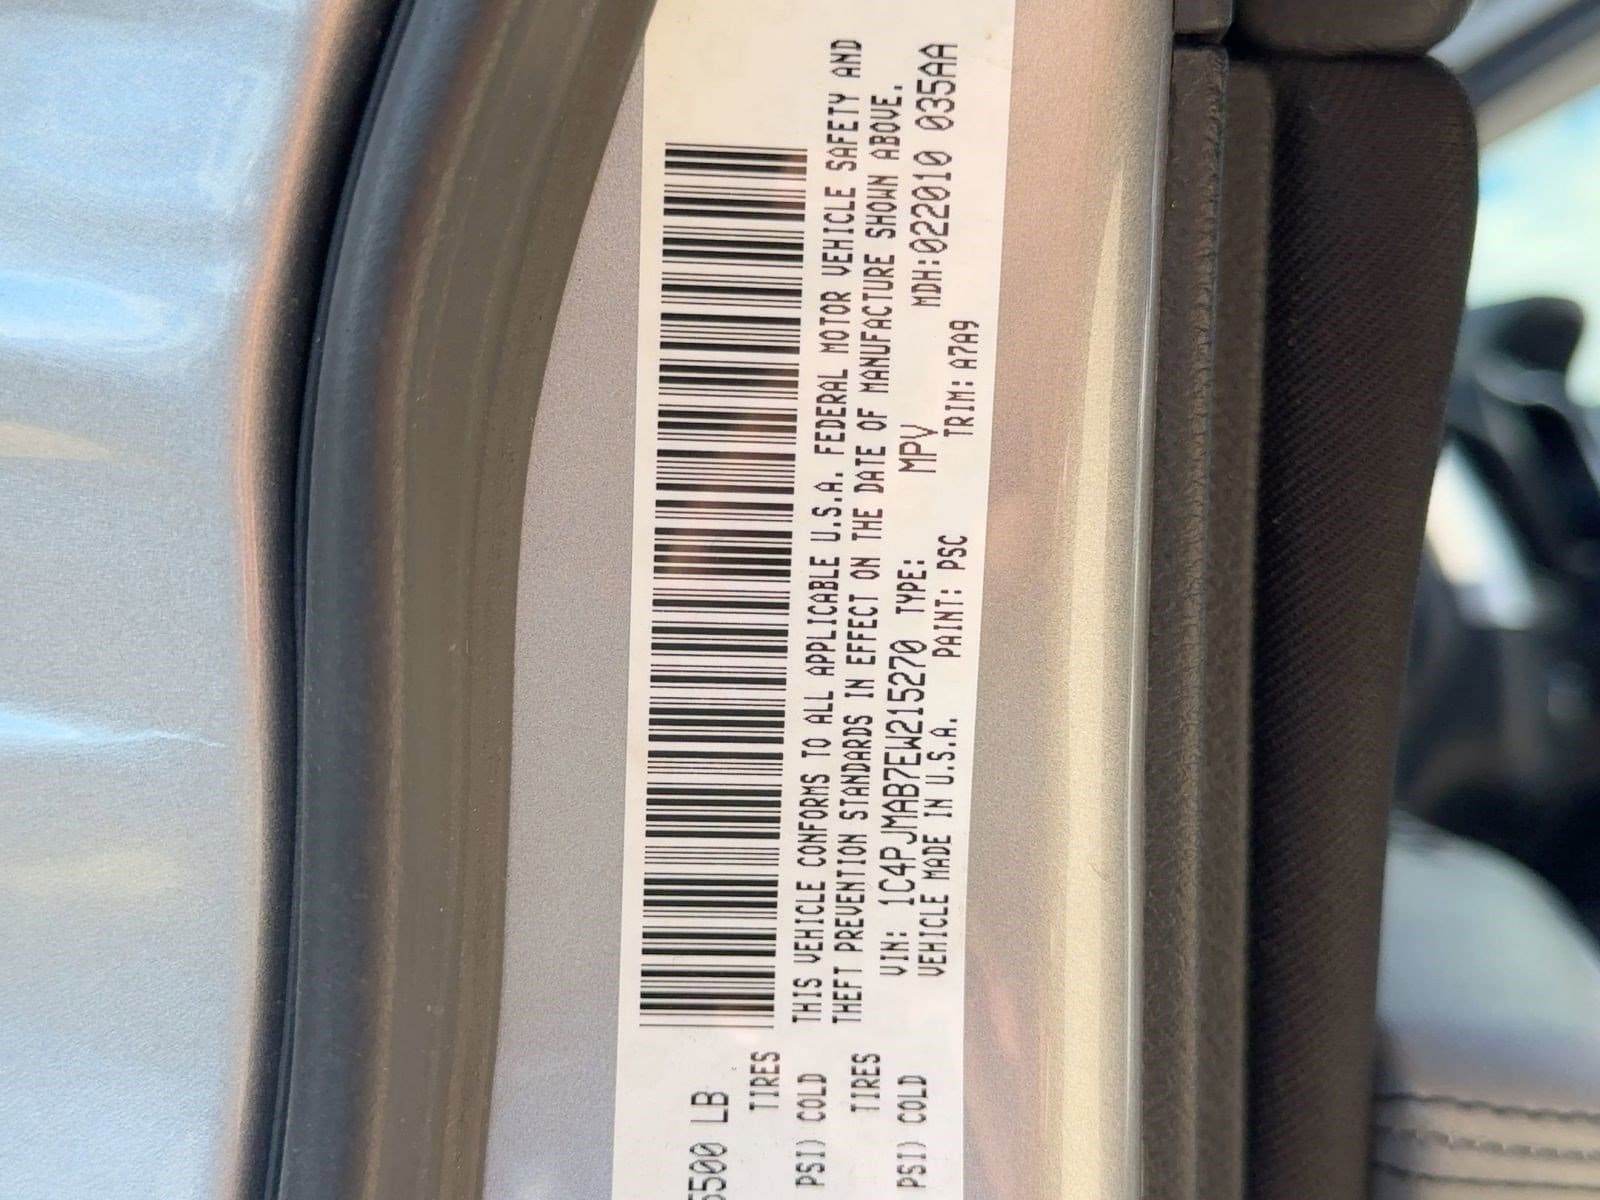 5500 LB
TIRES
PSI) COLD
TIRES
PSI) COLD
THIS VEHICLE CONFORMS TO ALL APPLICABLE U.S.A. FEDERAL MOTOR VEHICLE SAFETY AND
THEFT PREVENTION STANDARDS IN EFFECT ON THE DATE OF MANUFACTURE SHOWN ABOVE.
VIN: 1C4PJMAB7EW215270 TYPE: MPV MDH:022010 035AA
VEHICLE MADE IN U.S.A. PAINT: PSC TRIM: A7A9